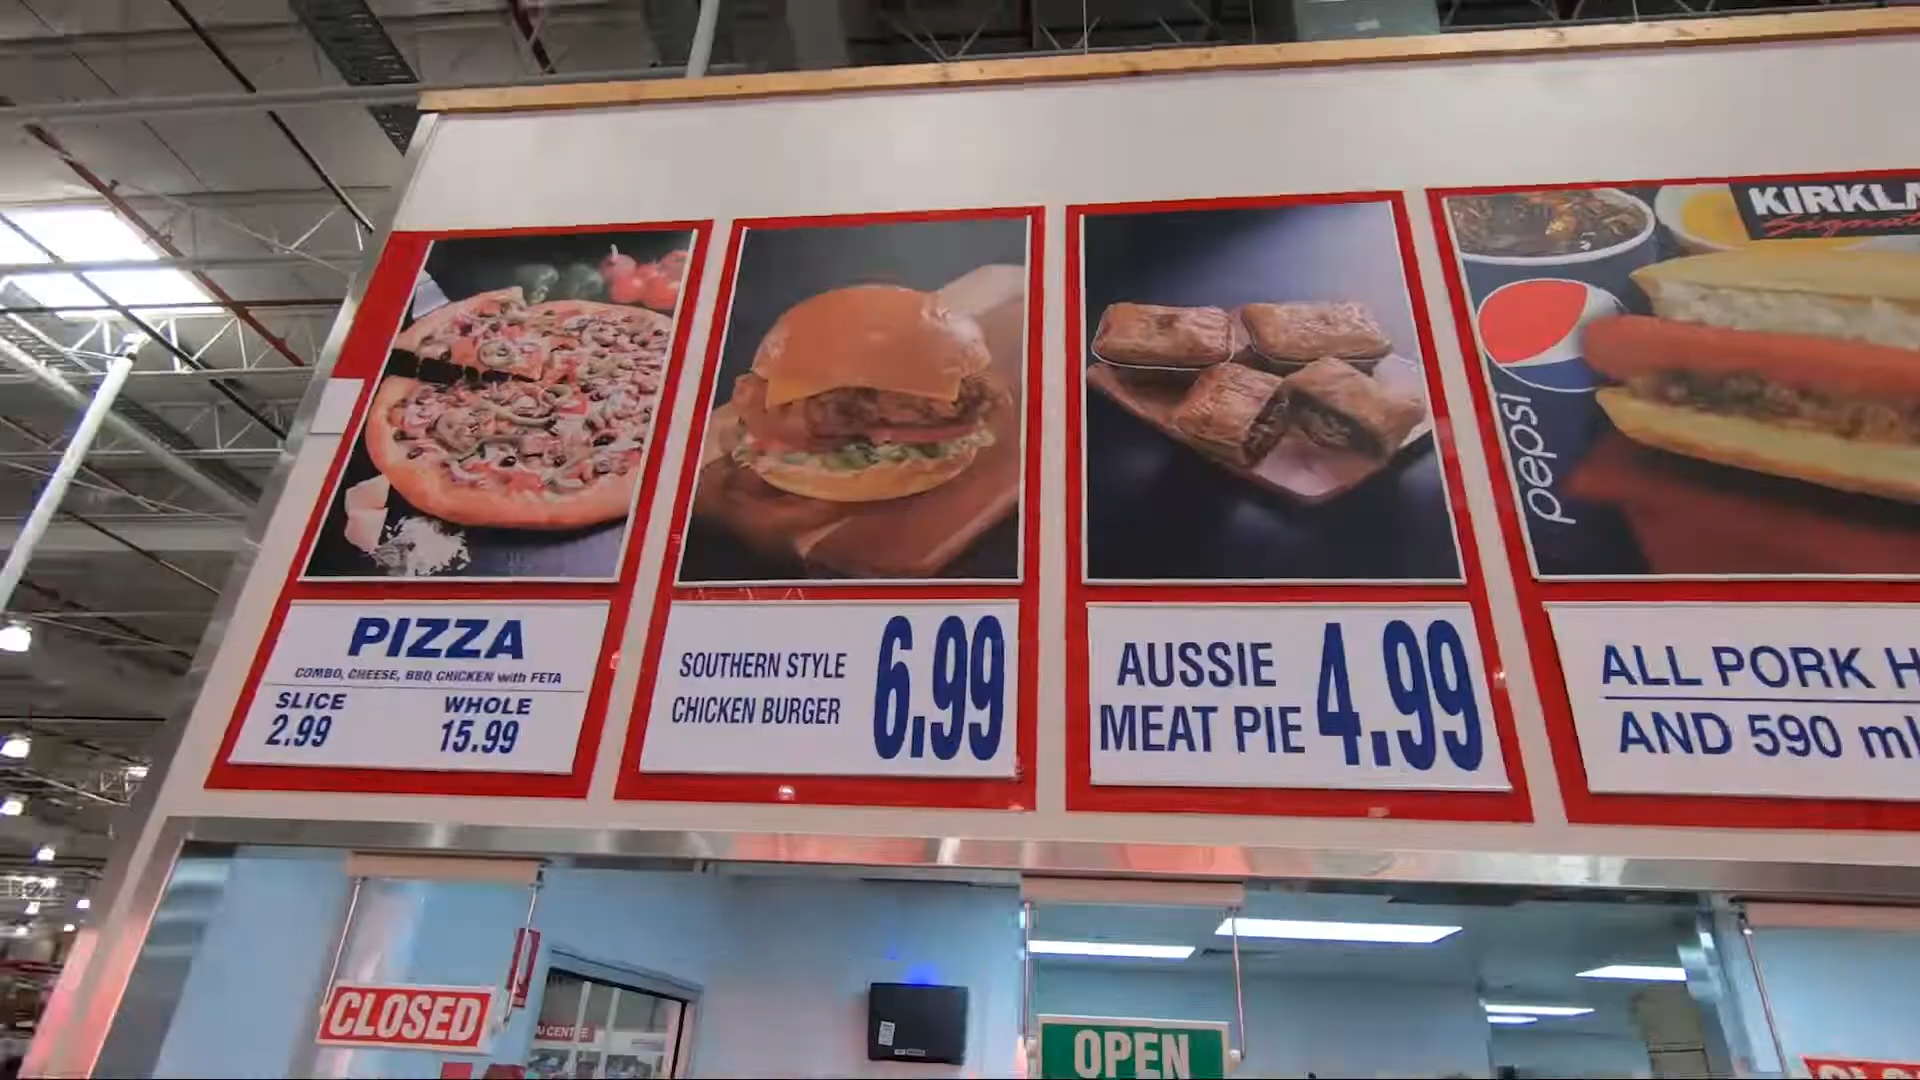 KIRKLA
pepsi
PIZZA
COMBO, CHEESE, BBQ CHICKEN with FETA
SLICE WHOLE
2.99 15.99
SOUTHERN STYLE
CHICKEN BURGER
6.99
AUSSIE
MEAT PIE
4.99
ALL PORK H
AND 590 ml
CLOSED
OPEN